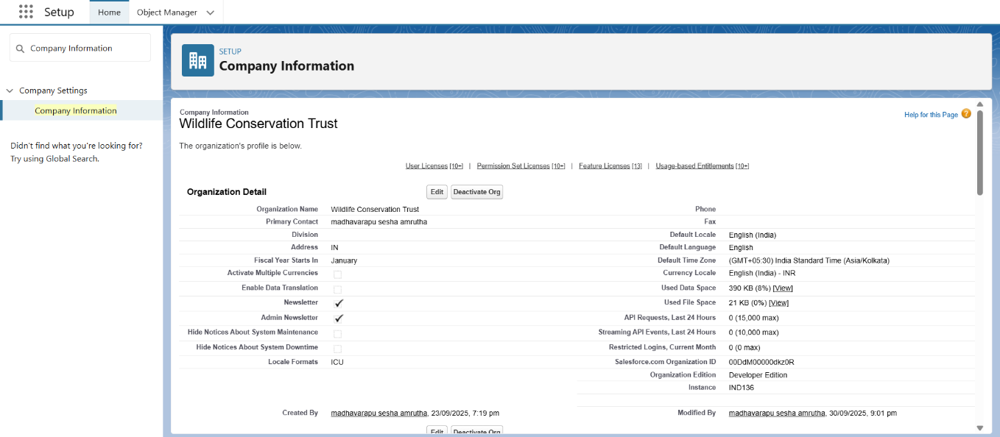 Setup Home Object Manager
Company Information
Company Settings
Company Information
Didn't find what you're looking for?
Try using Global Search.
SETUP
Company Information
Company Information
Wildlife Conservation Trust
Help for this Page ?
The organization's profile is below.
User Licenses [10+] | Permission Set Licenses [10+] | Feature Licenses [13] | Usage-based Entitlements [10+]
Organization Detail Edit Deactivate Org
Organization Name Wildlife Conservation Trust Phone
Primary Contact madhavarapu sesha amrutha Fax
Division Default Locale English (India)
Address IN Default Language English
Fiscal Year Starts In January Default Time Zone (GMT+05:30) India Standard Time (Asia/Kolkata)
Activate Multiple Currencies Currency Locale English (India) - INR
Enable Data Translation Used Data Space 390 KB (8%) [View]
Newsletter Used File Space 21 KB (0%) [View]
Admin Newsletter API Requests, Last 24 Hours 0 (15,000 max)
Hide Notices About System Maintenance Streaming API Events, Last 24 Hours 0 (10,000 max)
Hide Notices About System Downtime Restricted Logins, Current Month 0 (0 max)
Locale Formats ICU Salesforce.com Organization ID 00DdM00000dkz0R
Organization Edition Developer Edition
Instance IND136
Created By madhavarapu sesha amrutha, 23/09/2025, 7:19 pm Modified By madhavarapu sesha amrutha, 30/09/2025, 9:01 pm
Edit Deactivate Org